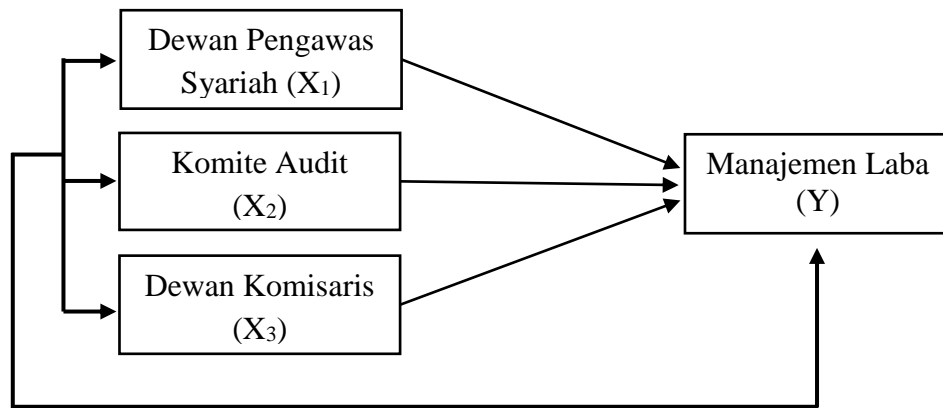 Dewan Pengawas
Syariah (X₁)
Komite Audit
(X₂)
Dewan Komisaris
(X₃)
Manajemen Laba
(Y)